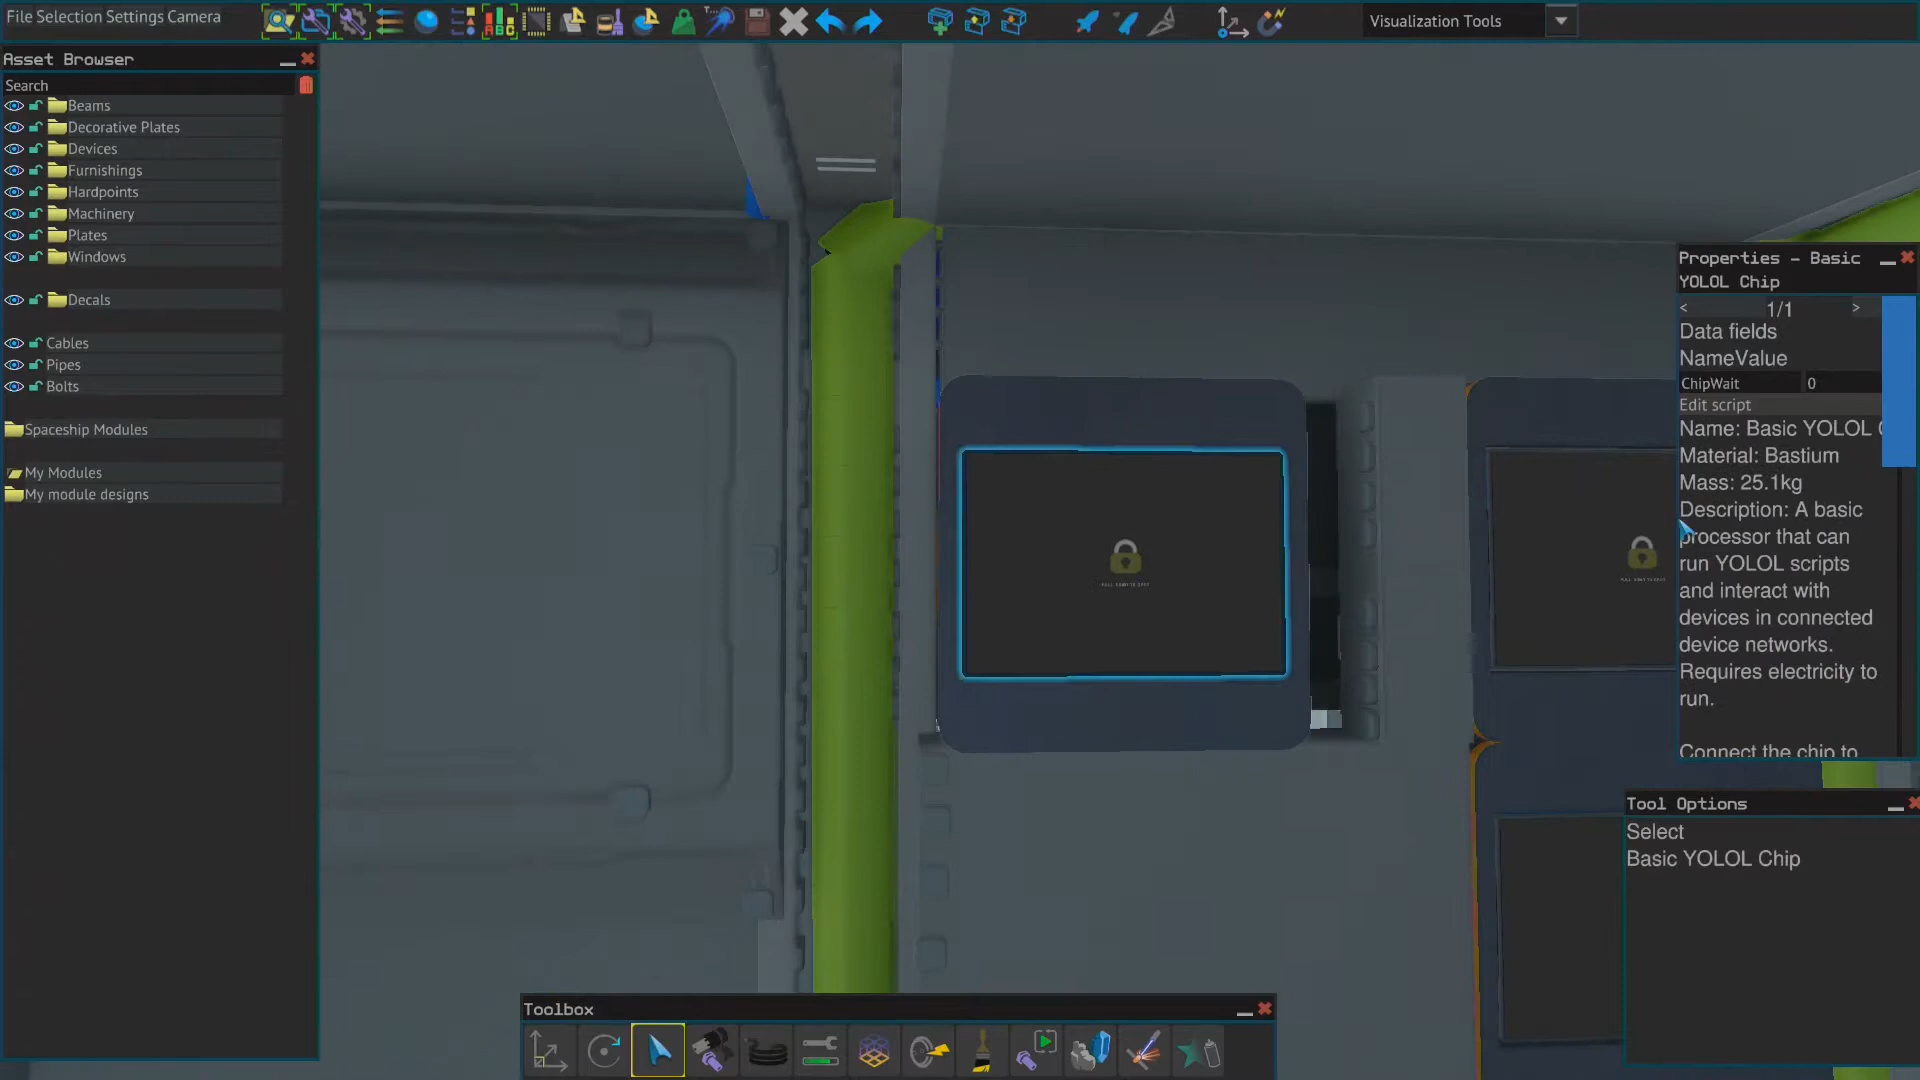 File Selection Settings Camera
Visualization Tools
Asset Browser
Search
Beams
Decorative Plates
Devices
Furnishings
Hardpoints
Machinery
Plates
Windows
Decals
Cables
Pipes
Bolts
Spaceship Modules
My Modules
My module designs
Properties - Basic
YOLOL Chip
< 1/1 >
Data fields
NameValue
ChipWait 0
Edit script
Name: Basic YOLOL
Material: Bastium
Mass: 25.1kg
Description: A basic
processor that can
run YOLOL scripts
and interact with
devices in connected
device networks.
Requires electricity to
run.
Connect the chip to
Tool Options
Select
Basic YOLOL Chip
Toolbox
ABC